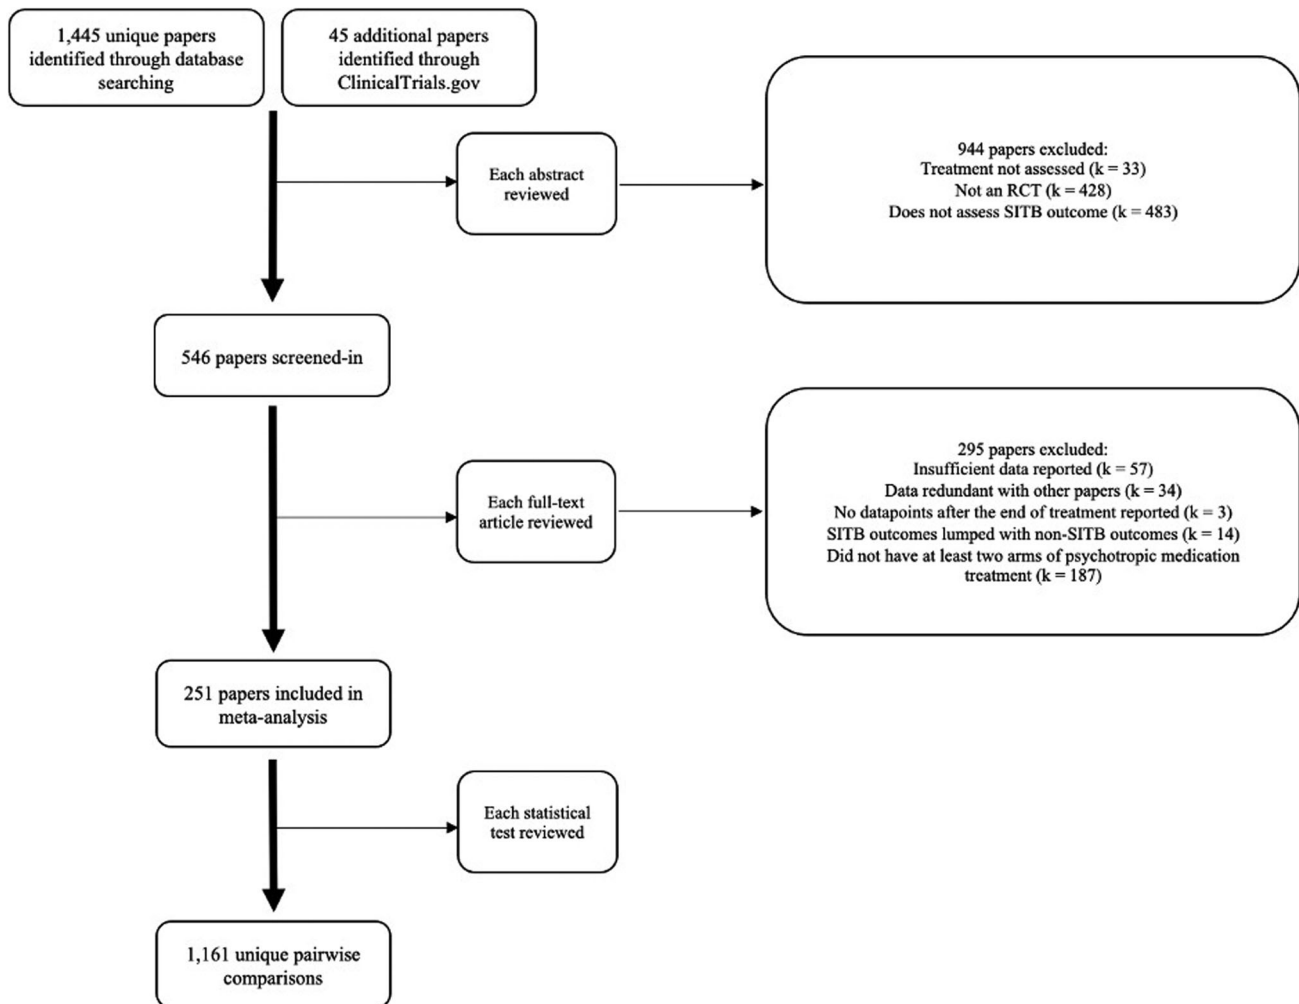 1,445 unique papers
identified through database
searching
45 additional papers
identified through
ClinicalTrials.gov
Each abstract
reviewed
944 papers excluded:
Treatment not assessed (k = 33)
Not an RCT (k = 428)
Does not assess SITB outcome (k = 483)
546 papers screened-in
Each full-text
article reviewed
295 papers excluded:
Insufficient data reported (k = 57)
Data redundant with other papers (k = 34)
No datapoints after the end of treatment reported (k = 3)
SITB outcomes lumped with non-SITB outcomes (k = 14)
Did not have at least two arms of psychotropic medication
treatment (k = 187)
251 papers included in
meta-analysis
Each statistical
test reviewed
1,161 unique pairwise
comparisons